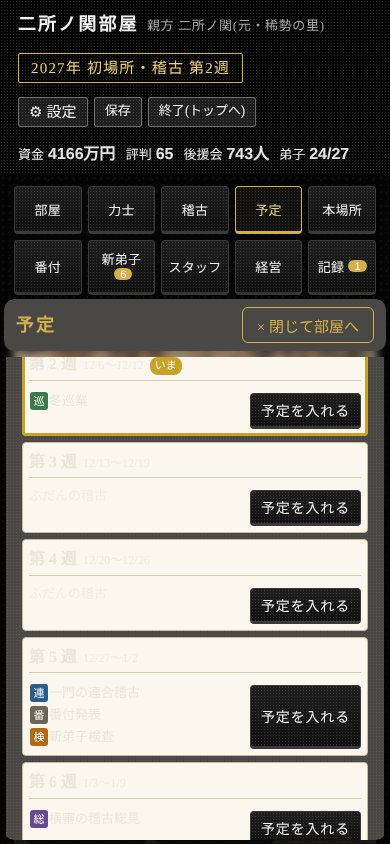 二所ノ関部屋 親方 二所ノ関(元・稀勢の里)
2027年 初場所・稽古 第2週
⚙ 設定 保存 終了(トップへ)
資金 4166万円 評判 65 後援会 743人 弟子 24/27
部屋 力士 稽古 予定 本場所
番付 新弟子 6 スタッフ 経営 記録 1
予定 × 閉じて部屋へ
第2週 12/6〜12/12 いま
巡 冬巡業 予定を入れる
第3週 12/13〜12/19
ふだんの稽古 予定を入れる
第4週 12/20〜12/26
ふだんの稽古 予定を入れる
第5週 12/27〜1/2
連 一門の連合稽古
番 番付発表 予定を入れる
検 新弟子検査
第6週 1/3〜1/9
総 横審の稽古総見 予定を入れる